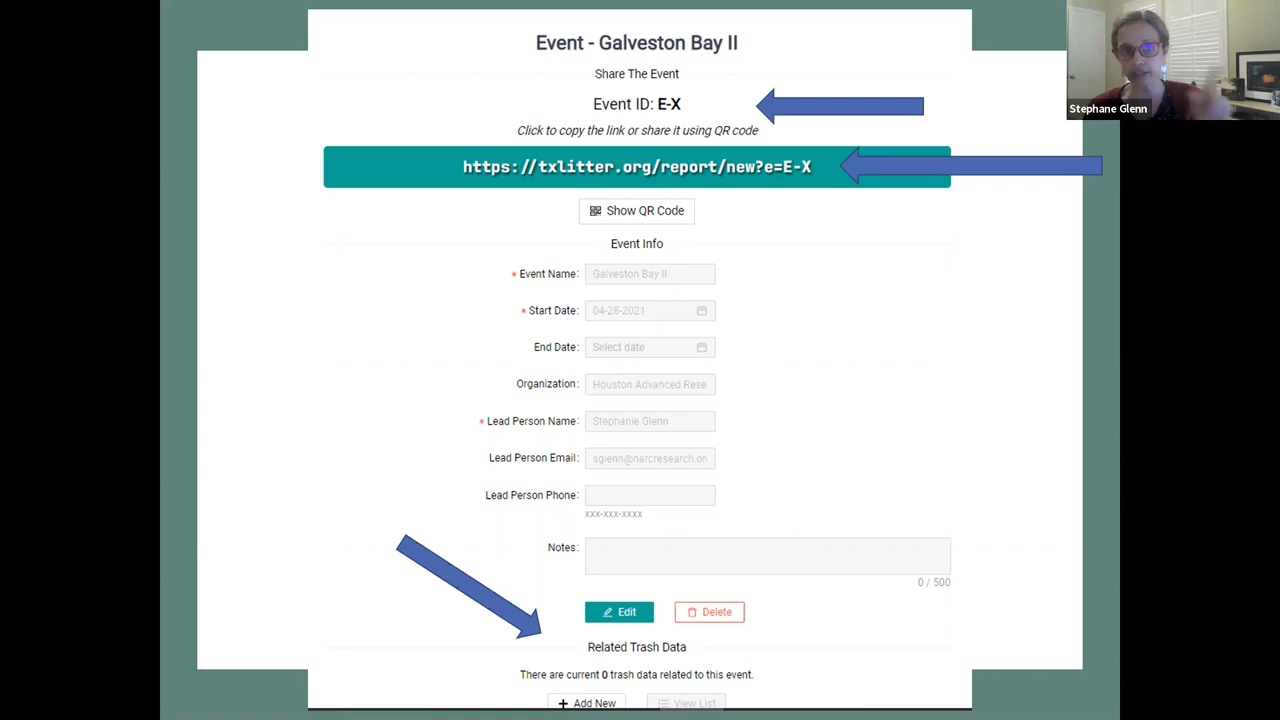 Event - Galveston Bay II
Share The Event
Event ID: E-X
Click to copy the link or share it using QR code
https://txlitter.org/report/new?e=E-X
Show QR Code
Event Info
* Event Name: Galveston Bay II
* Start Date: 04-28-2021
End Date: Select date
Organization: Houston Advanced Rese
* Lead Person Name: Stephanie Glenn
Lead Person Email: sglenn@harcresearch.or
Lead Person Phone:
xxx-xxx-xxxx
Notes:
0 / 500
Edit Delete
Related Trash Data
There are current 0 trash data related to this event.
+ Add New View List
Stephane Glenn